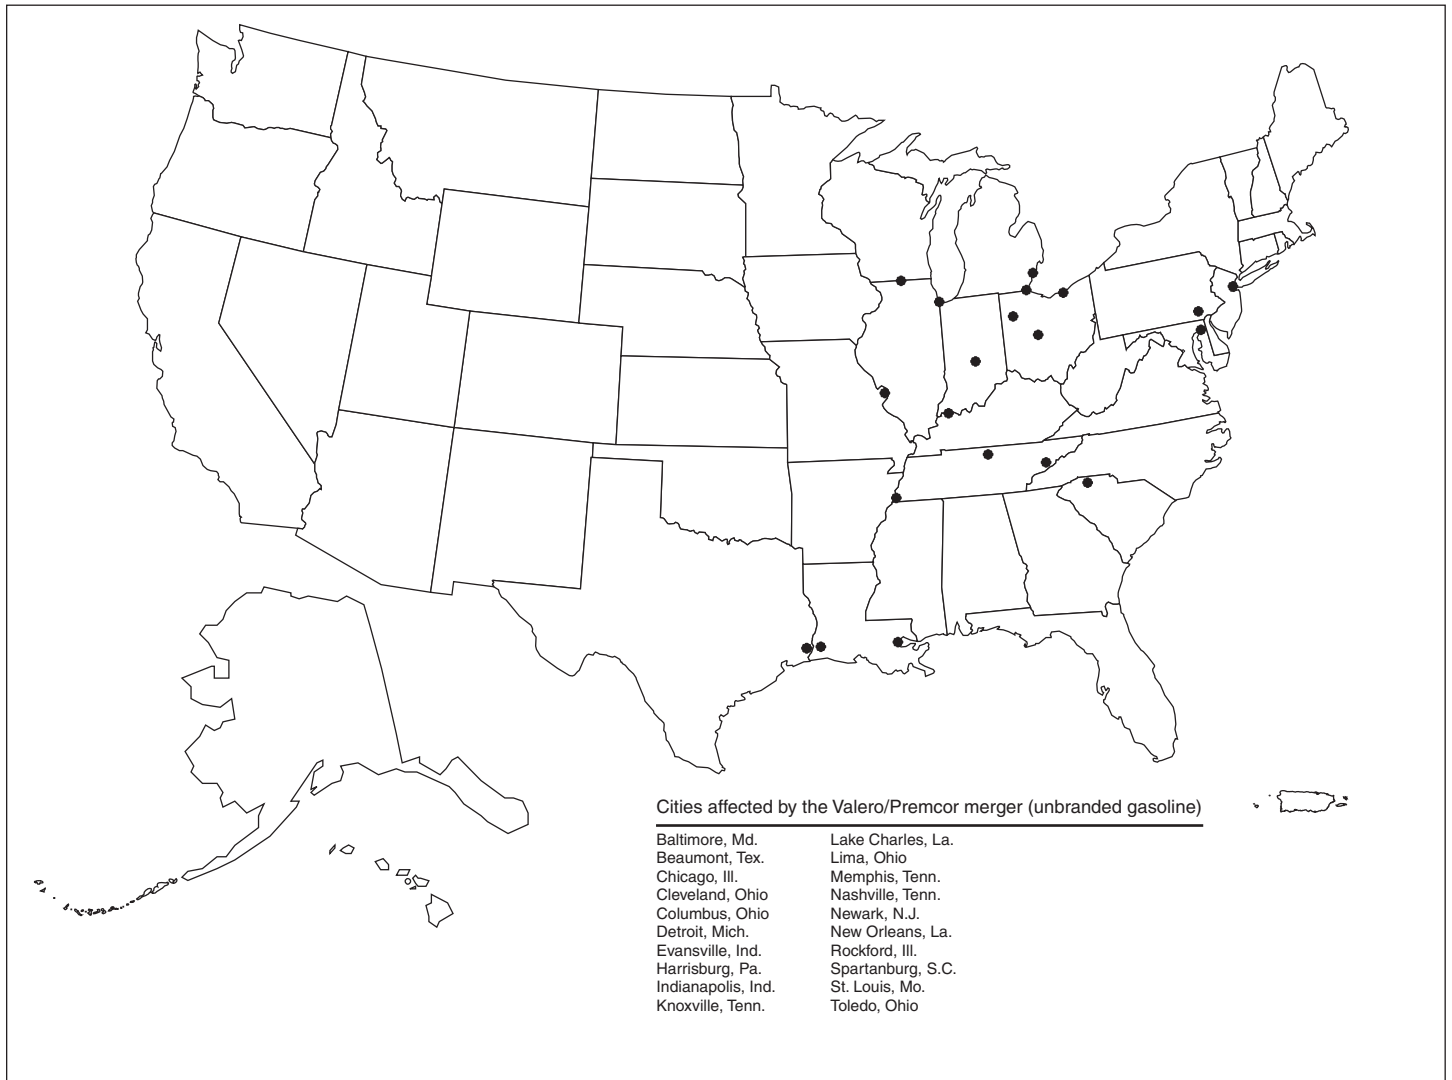 Cities affected by the Valero/Premcor merger (unbranded gasoline)
Baltimore, Md.
Beaumont, Tex.
Chicago, Ill.
Cleveland, Ohio
Columbus, Ohio
Detroit, Mich.
Evansville, Ind.
Harrisburg, Pa.
Indianapolis, Ind.
Knoxville, Tenn.
Lake Charles, La.
Lima, Ohio
Memphis, Tenn.
Nashville, Tenn.
Newark, N.J.
New Orleans, La.
Rockford, Ill.
Spartanburg, S.C.
St. Louis, Mo.
Toledo, Ohio